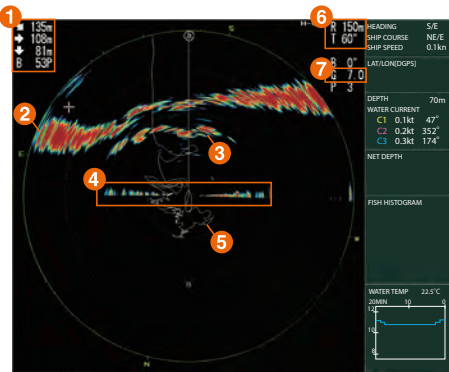 1
135m
108m
81m
B 53P
S
R 150m
T 60°
6
B 0°
7
G 7.0
P 3
2
3
4
5
E
W
N
HEADING S/E
SHIP COURSE NE/E
SHIP SPEED 0.1kn
LAT/LON[DGPS]
DEPTH 70m
WATER CURRENT
C1 0.1kt 47°
C2 0.2kt 352°
C3 0.3kt 174°
NET DEPTH
FISH HISTOGRAM
WATER TEMP 22.5°C
20MIN 10 0
12
10
8